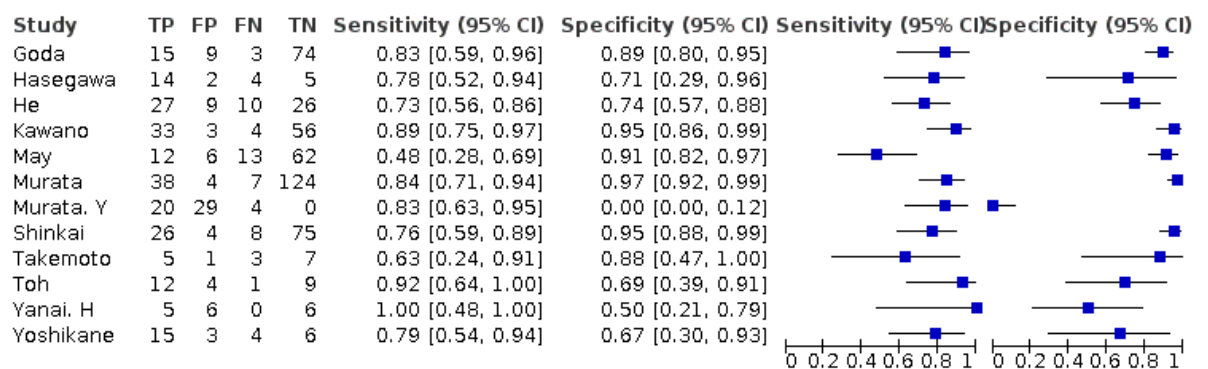 Study TP FP FN TN Sensitivity (95% CI) Specificity (95% CI) Sensitivity (95% CI)Specificity (95% CI)
Goda 15 9 3 74 0.83 [0.59, 0.96] 0.89 [0.80, 0.95]
Hasegawa 14 2 4 5 0.78 [0.52, 0.94] 0.71 [0.29, 0.96]
He 27 9 10 26 0.73 [0.56, 0.86] 0.74 [0.57, 0.88]
Kawano 33 3 4 56 0.89 [0.75, 0.97] 0.95 [0.86, 0.99]
May 12 6 13 62 0.48 [0.28, 0.69] 0.91 [0.82, 0.97]
Murata 38 4 7 124 0.84 [0.71, 0.94] 0.97 [0.92, 0.99]
Murata. Y 20 29 4 0 0.83 [0.63, 0.95] 0.00 [0.00, 0.12]
Shinkai 26 4 8 75 0.76 [0.59, 0.89] 0.95 [0.88, 0.99]
Takemoto 5 1 3 7 0.63 [0.24, 0.91] 0.88 [0.47, 1.00]
Toh 12 4 1 9 0.92 [0.64, 1.00] 0.69 [0.39, 0.91]
Yanai. H 5 6 0 6 1.00 [0.48, 1.00] 0.50 [0.21, 0.79]
Yoshikane 15 3 4 6 0.79 [0.54, 0.94] 0.67 [0.30, 0.93]
0 0.2 0.4 0.6 0.8 1 0 0.2 0.4 0.6 0.8 1